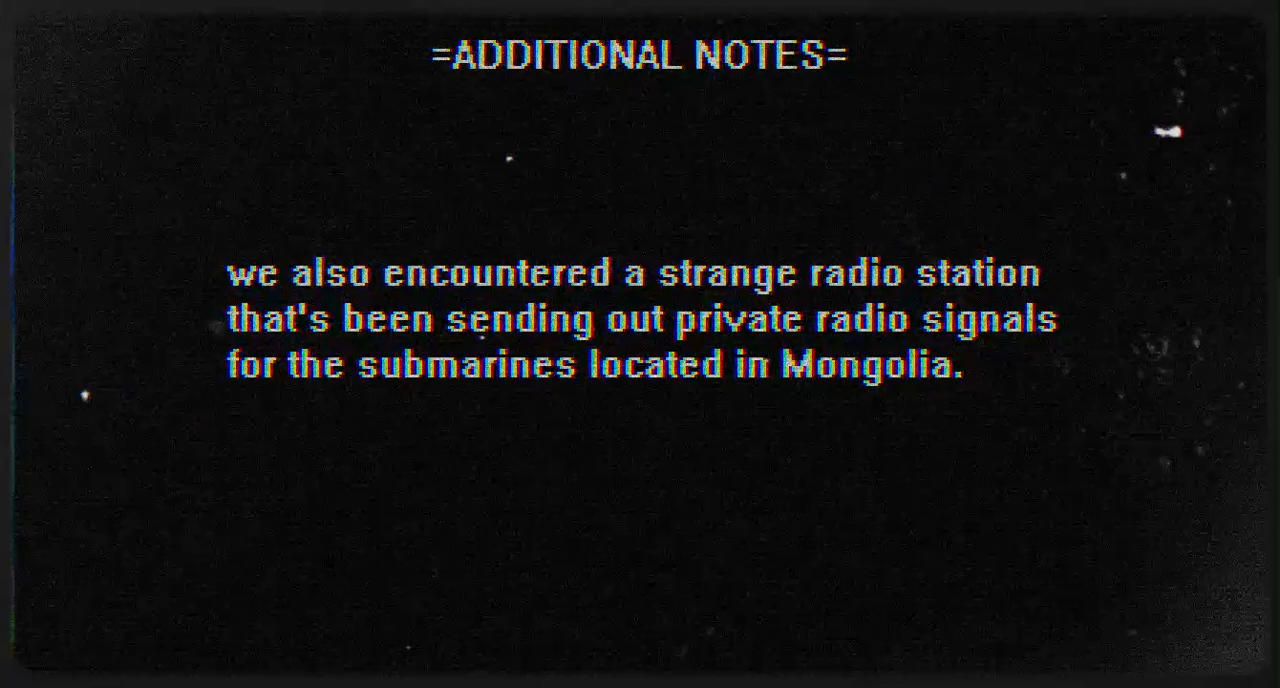 =ADDITIONAL NOTES=
we also encountered a strange radio station
that's been sending out private radio signals
for the submarines located in Mongolia.